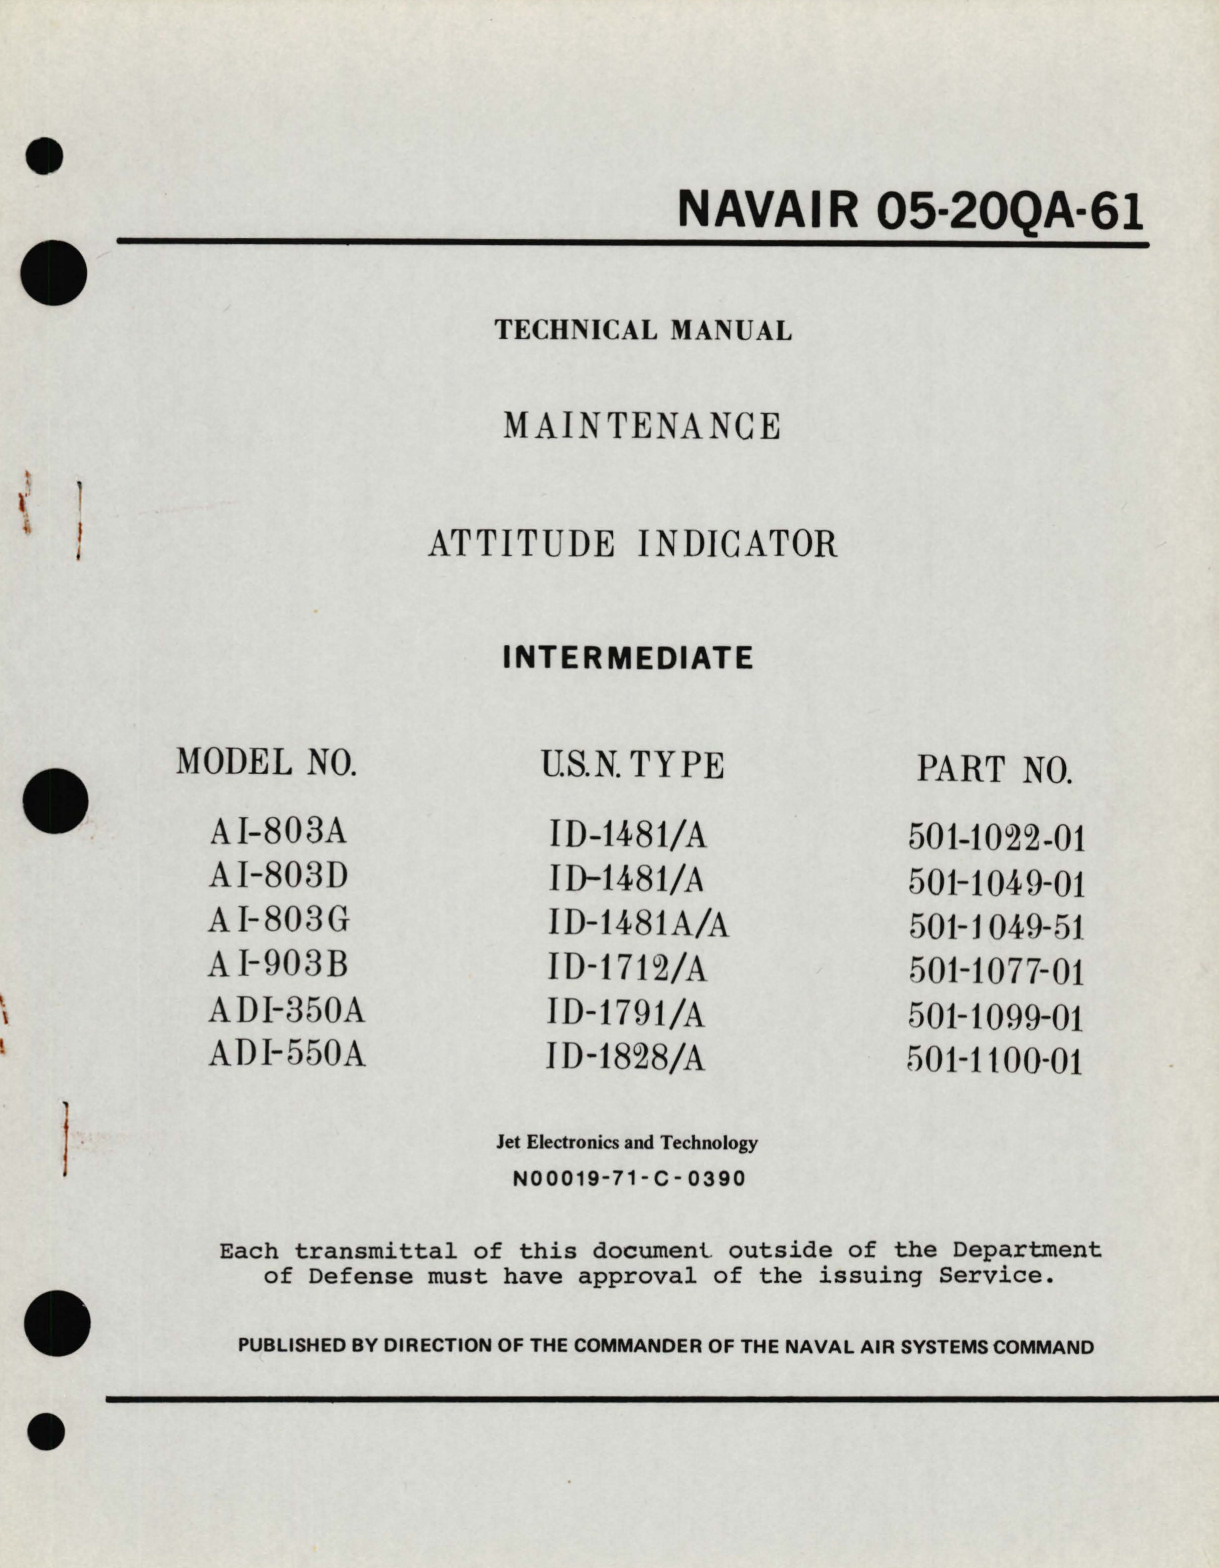 NAVAIR 05-20QA-61
TECHNICAL MANUAL
MAINTENANCE
ATTITUDE INDICATOR
INTERMEDIATE
MODEL NO. U.S.N. TYPE PART NO.
AI-803A ID-1481/A 501-1022-01
AI-803D ID-1481/A 501-1049-01
AI-803G ID-1481A/A 501-1049-51
AI-903B ID-1712/A 501-1077-01
ADI-350A ID-1791/A 501-1099-01
ADI-550A ID-1828/A 501-1100-01
Jet Electronics and Technology
N00019-71-C-0390
Each transmittal of this document outside of the Department
of Defense must have approval of the issuing Service.
PUBLISHED BY DIRECTION OF THE COMMANDER OF THE NAVAL AIR SYSTEMS COMMAND